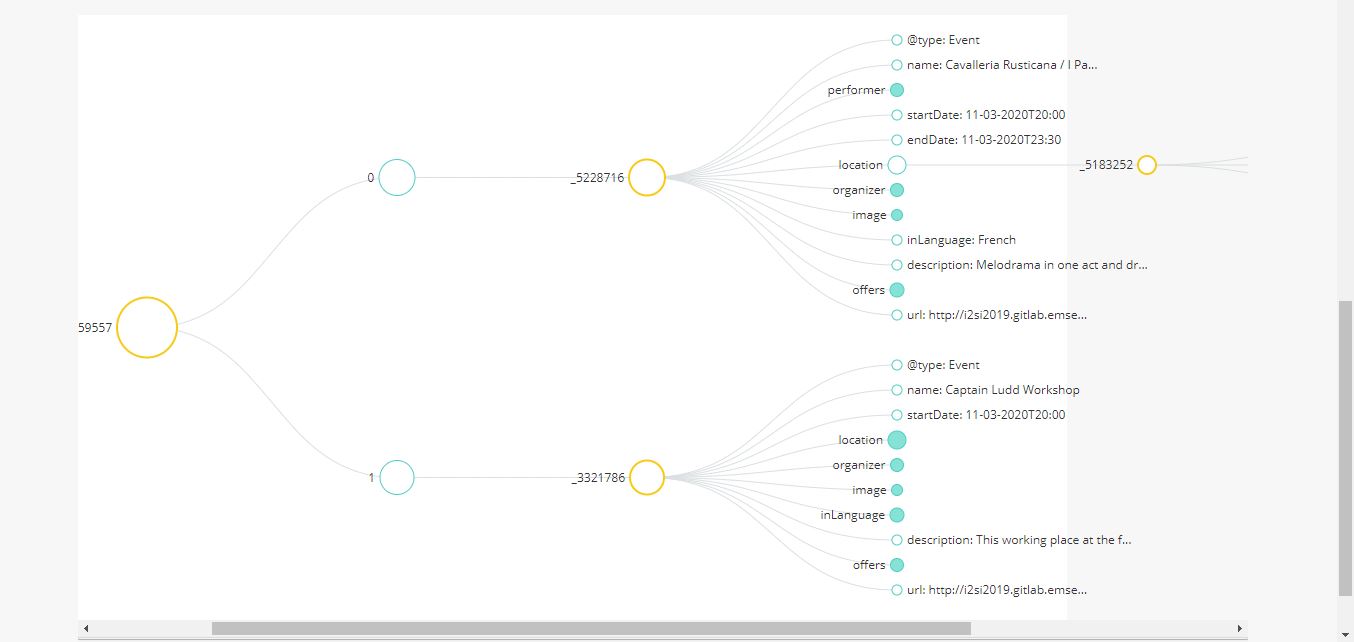 @type: Event
name: Cavalleria Rusticana / I Pa...
performer
startDate: 11-03-2020T20:00
endDate: 11-03-2020T23:30
location
_5183252
0
_5228716
organizer
image
inLanguage: French
description: Melodrama in one act and dr...
offers
url: http://i2si2019.gitlab.emse...
59557
@type: Event
name: Captain Ludd Workshop
startDate: 11-03-2020T20:00
location
organizer
1
_3321786
image
inLanguage
description: This working place at the f...
offers
url: http://i2si2019.gitlab.emse...